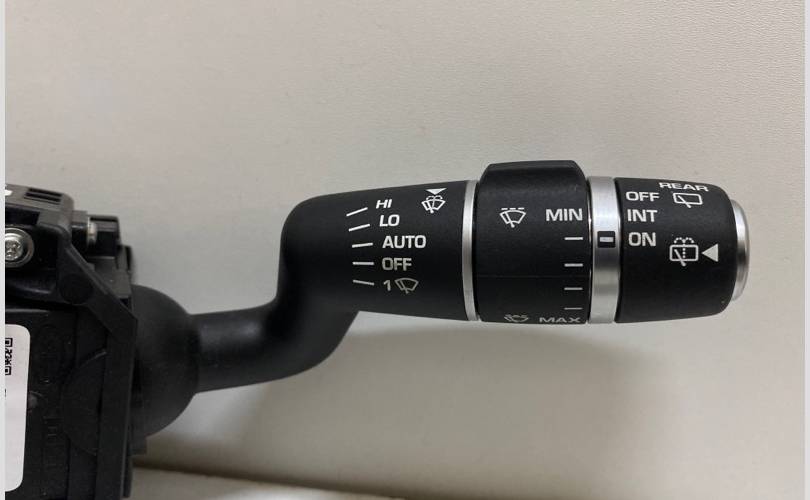 HI
LO
AUTO
OFF
1
MIN
MAX
REAR
OFF
INT
ON